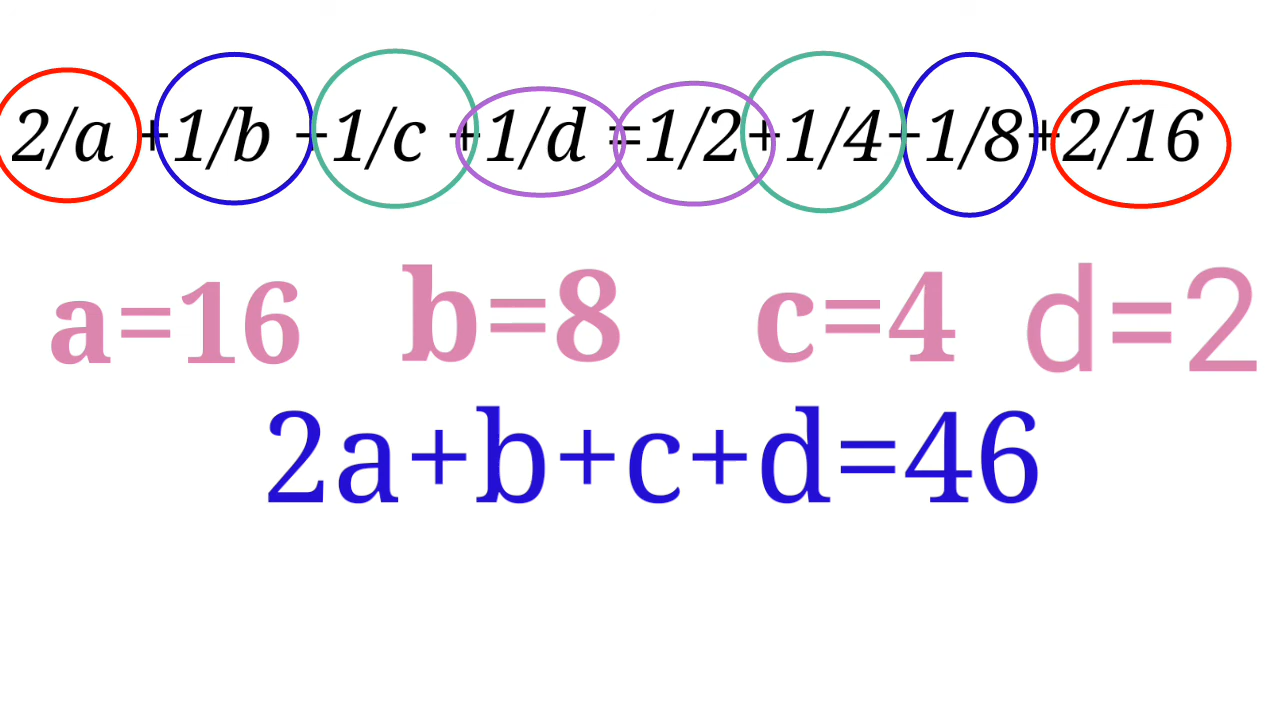 2/a +1/b −1/c +1/d =1/2+1/4−1/8+2/16
a=16 b=8 c=4 d=2
2a+b+c+d=46